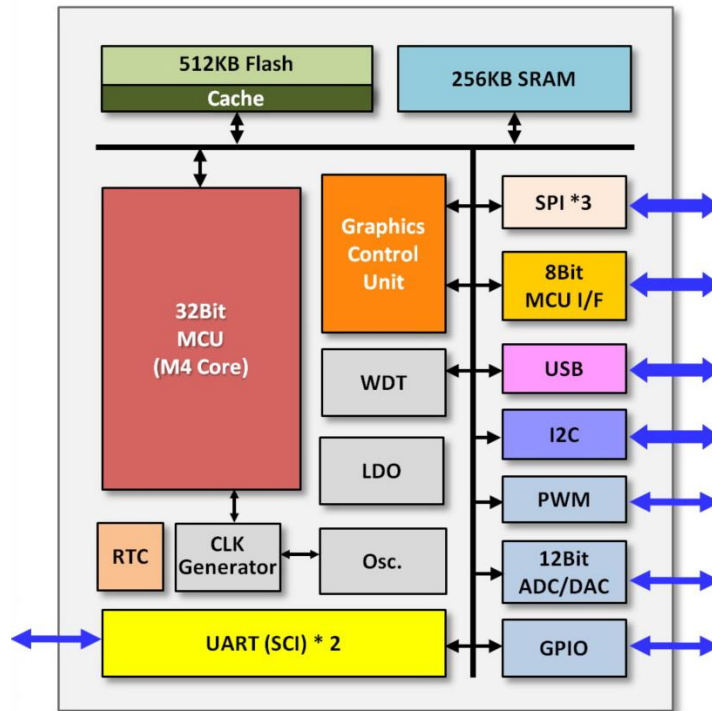 512KB Flash
Cache
256KB SRAM
32Bit
MCU
(M4 Core)
Graphics
Control
Unit
SPI *3
8Bit
MCU I/F
WDT
USB
I2C
LDO
PWM
RTC
CLK
Generator
Osc.
12Bit
ADC/DAC
UART (SCI) * 2
GPIO